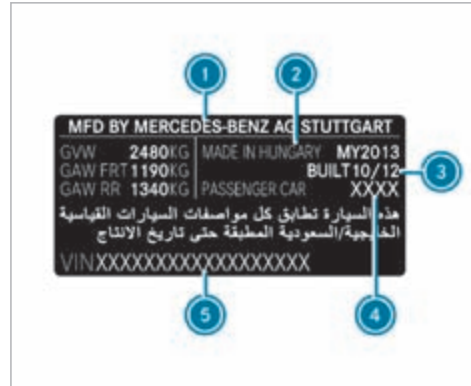 1
2
MFD BY MERCEDES-BENZ AG STUTTGART
GVW 2480KG MADE IN HUNGARY MY2013
GAW FRT1190KG BUILT10/12 3
GAW RR 1340KG PASSENGER CAR XXXX
هذه السيارة تطابق كل مواصفات السيارات القياسية
الخليجية/السعودية المطبقة حتى تاريخ الانتاج
VINXXXXXXXXXXXXXXXXX
5 4